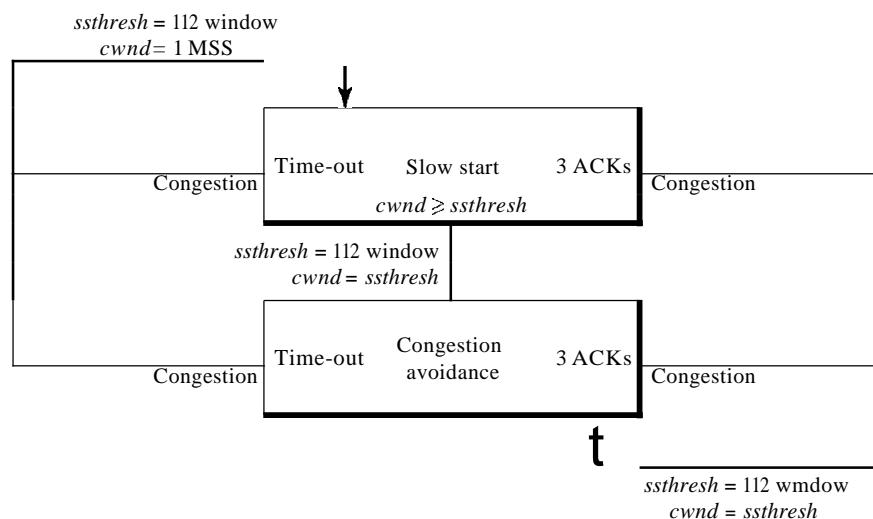 ssthresh = 112 window
cwnd = 1 MSS
Time-out Slow start 3 ACKs
Congestion Congestion
cwnd ⩾ ssthresh
ssthresh = 112 window
cwnd = ssthresh
Time-out Congestion avoidance 3 ACKs
Congestion Congestion
t
ssthresh = 112 wmdow
cwnd = ssthresh